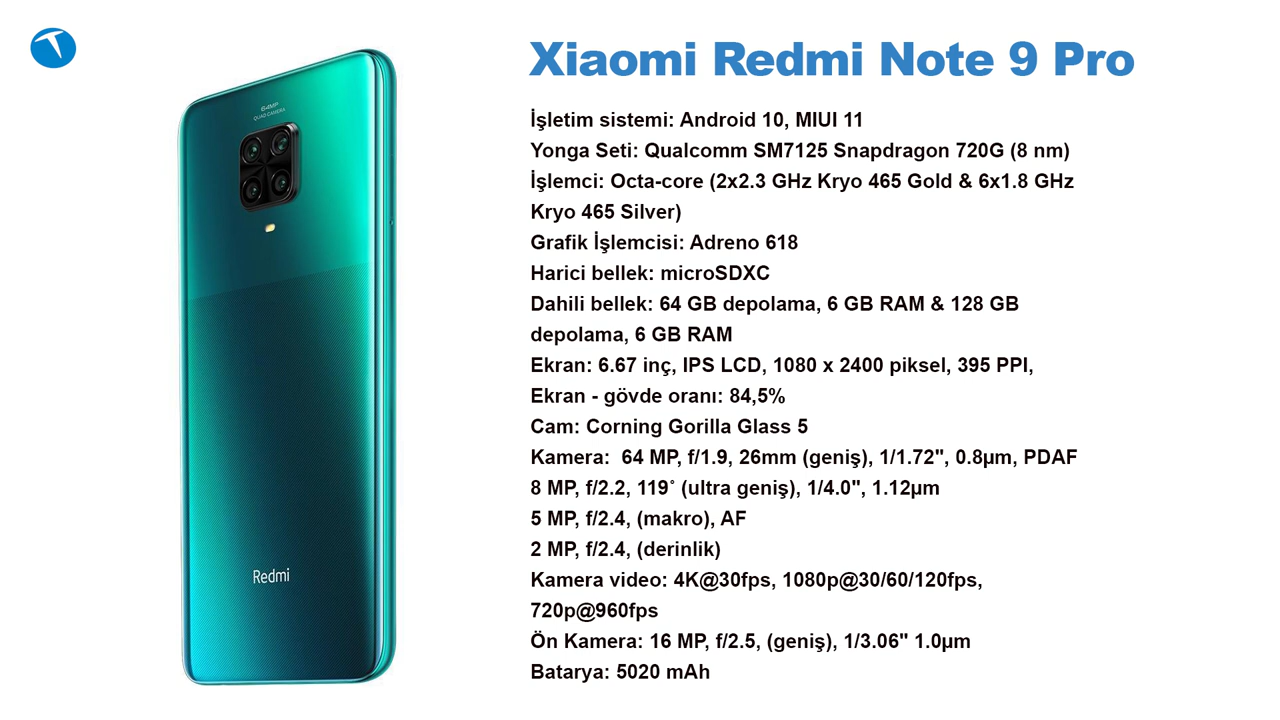 Xiaomi Redmi Note 9 Pro
64MP
QUAD CAMERA
İşletim sistemi: Android 10, MIUI 11
Yonga Seti: Qualcomm SM7125 Snapdragon 720G (8 nm)
İşlemci: Octa-core (2x2.3 GHz Kryo 465 Gold & 6x1.8 GHz
Kryo 465 Silver)
Grafik İşlemcisi: Adreno 618
Harici bellek: microSDXC
Dahili bellek: 64 GB depolama, 6 GB RAM & 128 GB
depolama, 6 GB RAM
Ekran: 6.67 inç, IPS LCD, 1080 x 2400 piksel, 395 PPI,
Ekran - gövde oranı: 84,5%
Cam: Corning Gorilla Glass 5
Kamera:  64 MP, f/1.9, 26mm (geniş), 1/1.72", 0.8µm, PDAF
8 MP, f/2.2, 119˚ (ultra geniş), 1/4.0", 1.12µm
5 MP, f/2.4, (makro), AF
2 MP, f/2.4, (derinlik)
Kamera video: 4K@30fps, 1080p@30/60/120fps,
720p@960fps
Ön Kamera: 16 MP, f/2.5, (geniş), 1/3.06" 1.0µm
Batarya: 5020 mAh
Redmi